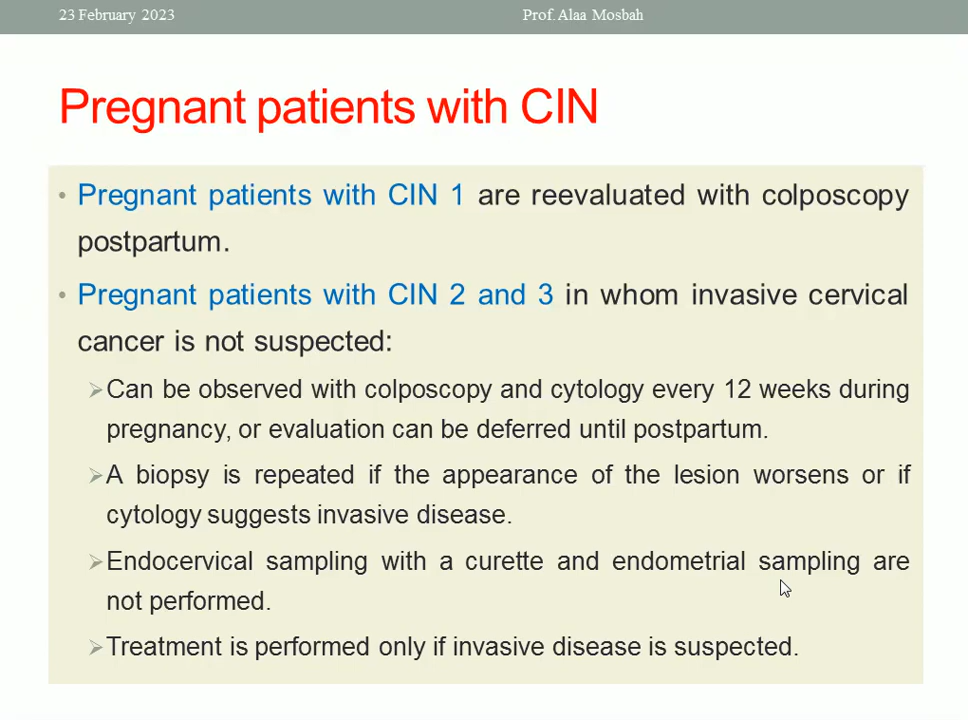 23 February 2023
Prof. Alaa Mosbah
Pregnant patients with CIN
• Pregnant patients with CIN 1 are reevaluated with colposcopy
postpartum.
• Pregnant patients with CIN 2 and 3 in whom invasive cervical
cancer is not suspected:
➢ Can be observed with colposcopy and cytology every 12 weeks during
pregnancy, or evaluation can be deferred until postpartum.
➢ A biopsy is repeated if the appearance of the lesion worsens or if
cytology suggests invasive disease.
➢ Endocervical sampling with a curette and endometrial sampling are
not performed.
➢ Treatment is performed only if invasive disease is suspected.